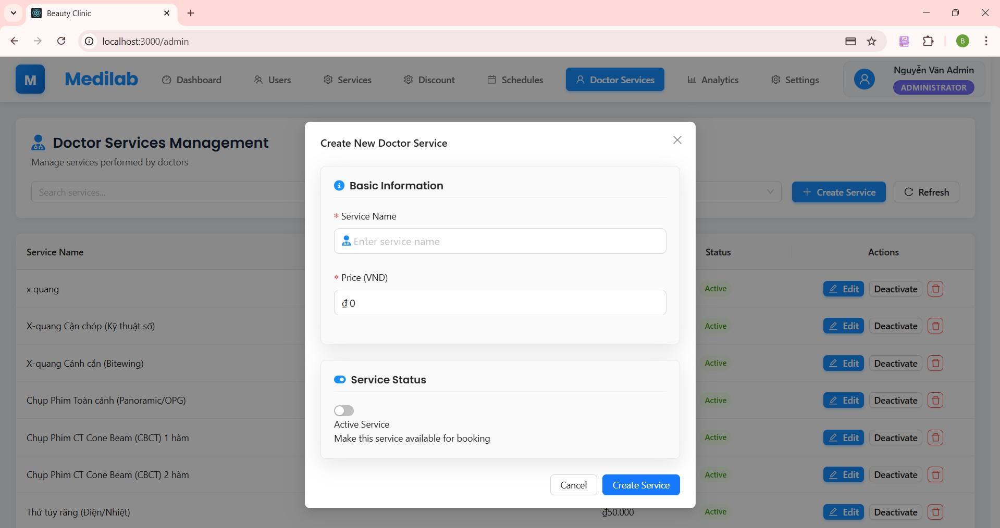 Beauty Clinic
localhost:3000/admin
B
M
Medilab
Dashboard
Users
Services
Discount
Schedules
Doctor Services
Analytics
Settings
Nguyễn Văn Admin
ADMINISTRATOR
Doctor Services Management
Manage services performed by doctors
Search services...
Create Service
Refresh
Create New Doctor Service
Basic Information
* Service Name
Enter service name
* Price (VND)
₫ 0
Service Status
Active Service
Make this service available for booking
Cancel
Create Service
Service Name
Status
Actions
x quang
Active
Edit
Deactivate
X-quang Cận chóp (Kỹ thuật số)
Active
Edit
Deactivate
X-quang Cánh cắn (Bitewing)
Active
Edit
Deactivate
Chụp Phim Toàn cảnh (Panoramic/OPG)
Active
Edit
Deactivate
Chụp Phim CT Cone Beam (CBCT) 1 hàm
Active
Edit
Deactivate
Chụp Phim CT Cone Beam (CBCT) 2 hàm
Active
Edit
Deactivate
Thử tủy răng (Điện/Nhiệt)
₫50.000
Active
Edit
Deactivate